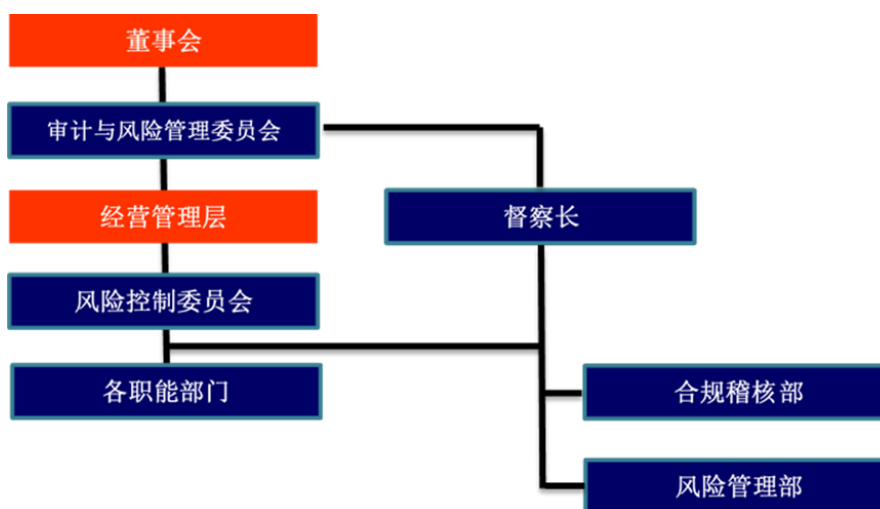 董事会
审计与风险管理委员会
经营管理层
督察长
风险控制委员会
各职能部门
合规稽核部
风险管理部